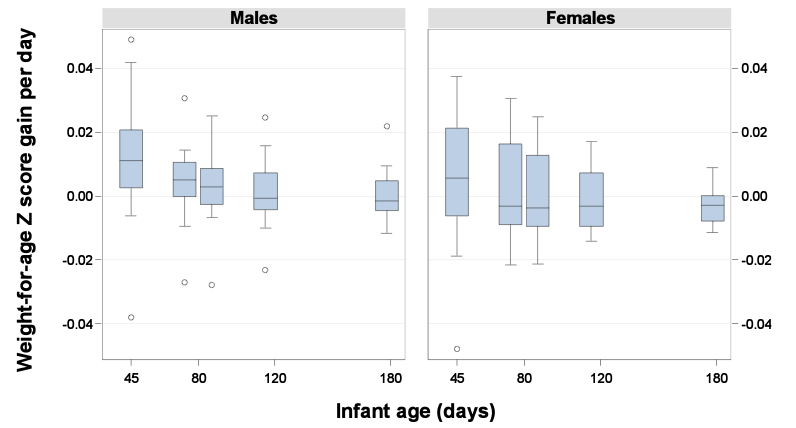 Males Females
Weight-for-age Z score gain per day
0.04 0.04
0.02 0.02
0.00 0.00
-0.02 -0.02
-0.04 -0.04
45 80 120 180 45 80 120 180
Infant age (days)